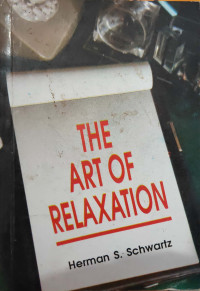 THE
ART OF
RELAXATION
Herman S. Schwartz